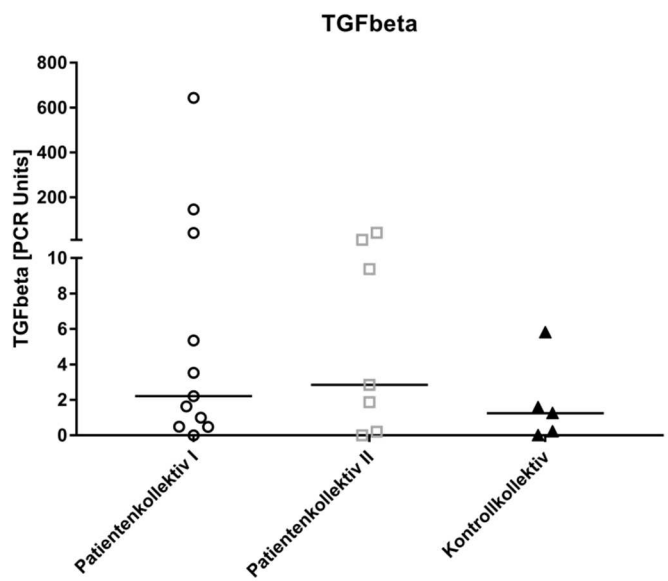 TGFbeta
TGFbeta [PCR Units]
800
600
400
200
10
8
6
4
2
0
Patientenkollektiv I
Patientenkollektiv II
Kontrollkollektiv